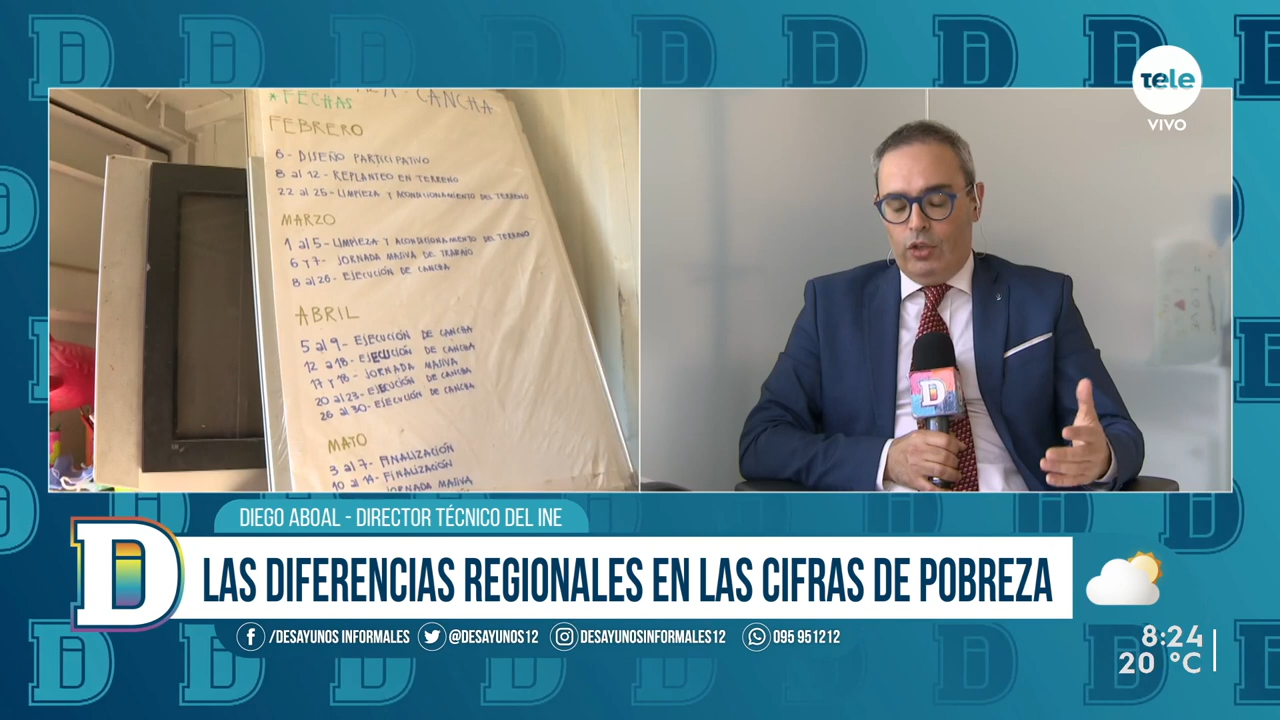 tele
VIVO
CANCHA
* FECHAS
FEBRERO
6 - DISEÑO PARTICIPATIVO
8 al 12 - REPLANTEO EN TERRENO
22 al 25 - LIMPIEZA Y ACONDICIONAMIENTO DEL TERRENO
MARZO
1 al 5 - LIMPIEZA Y ACONDICIONAMIENTO DEL TERRENO
6 y 7 - JORNADA MASIVA DE TRABAJO
8 al 26 - EJECUCIÓN DE CANCHA
ABRIL
5 al 9 - EJECUCIÓN DE CANCHA
12 a 18 - EJECUCIÓN DE CANCHA
17 Y 18 - JORNADA MASIVA
20 al 23 - EJECUCIÓN DE CANCHA
26 al 30 - EJECUCIÓN DE CANCHA
MAYO
3 al 7 - FINALIZACIÓN
10 al 14 - FINALIZACIÓN
JORNADA MASIVA
D
DIEGO ABOAL - DIRECTOR TÉCNICO DEL INE
D
LAS DIFERENCIAS REGIONALES EN LAS CIFRAS DE POBREZA
/DESAYUNOS INFORMALES @DESAYUNOS12 DESAYUNOSINFORMALES12 095 951212
8:24
20 °C